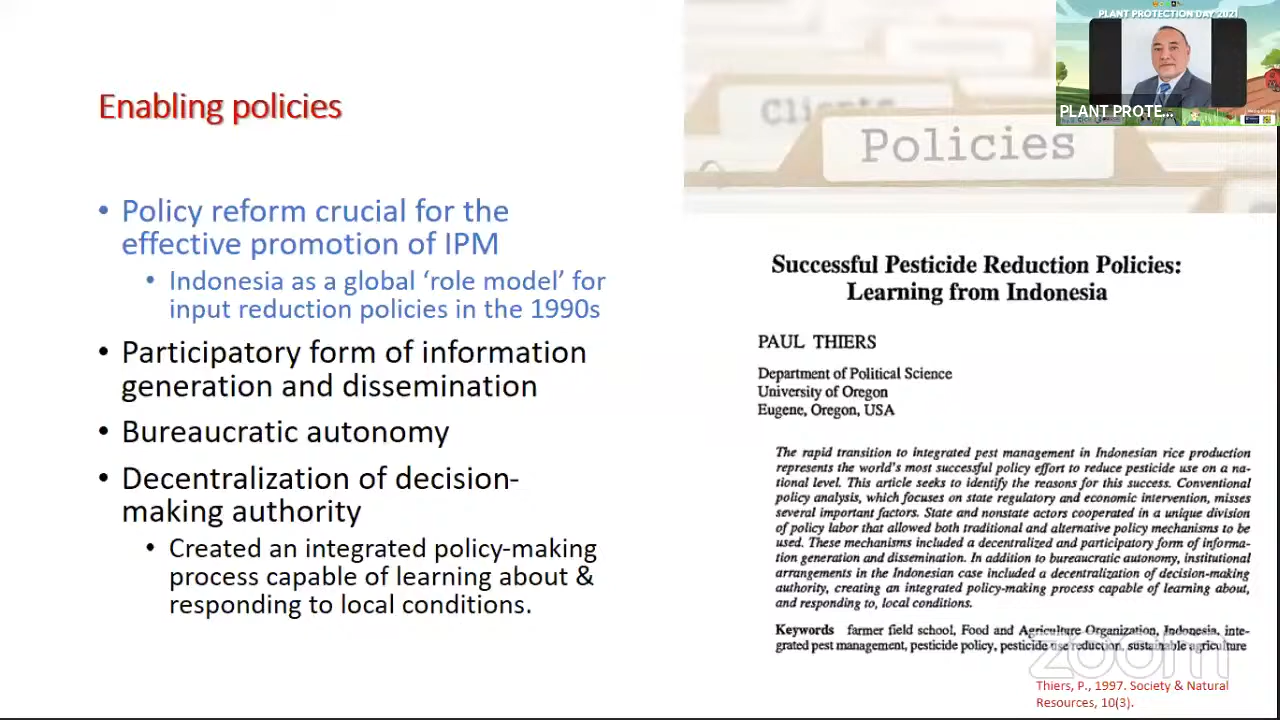 PLANT PROTECTION DAY 2021
PLANT PROTE...
Clients
Policies
Enabling policies
• Policy reform crucial for the
effective promotion of IPM
• Indonesia as a global ‘role model’ for
input reduction policies in the 1990s
• Participatory form of information
generation and dissemination
• Bureaucratic autonomy
• Decentralization of decision-
making authority
• Created an integrated policy-making
process capable of learning about &
responding to local conditions.
Successful Pesticide Reduction Policies:
Learning from Indonesia
PAUL THIERS
Department of Political Science
University of Oregon
Eugene, Oregon, USA
The rapid transition to integrated pest management in Indonesian rice production
represents the world's most successful policy effort to reduce pesticide use on a na-
tional level. This article seeks to identify the reasons for this success. Conventional
policy analysis, which focuses on state regulatory and economic intervention, misses
several important factors. State and nonstate actors cooperated in a unique division
of policy labor that allowed both traditional and alternative policy mechanisms to be
used. These mechanisms included a decentralized and participatory form of informa-
tion generation and dissemination. In addition to bureaucratic autonomy, institutional
arrangements in the Indonesian case included a decentralization of decision-making
authority, creating an integrated policy-making process capable of learning about,
and responding to, local conditions.
Keywords farmer field school, Food and Agriculture Organization, Indonesia, inte-
grated pest management, pesticide policy, pesticide use reduction, sustainable agriculture
zoom
Thiers, P., 1997. Society & Natural
Resources, 10(3).